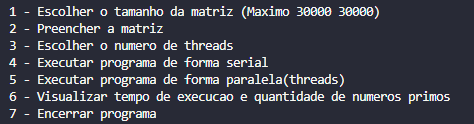 1 - Escolher o tamanho da matriz (Maximo 30000 30000)
2 - Preencher a matriz
3 - Escolher o numero de threads
4 - Executar programa de forma serial
5 - Executar programa de forma paralela(threads)
6 - Visualizar tempo de execucao e quantidade de numeros primos
7 - Encerrar programa